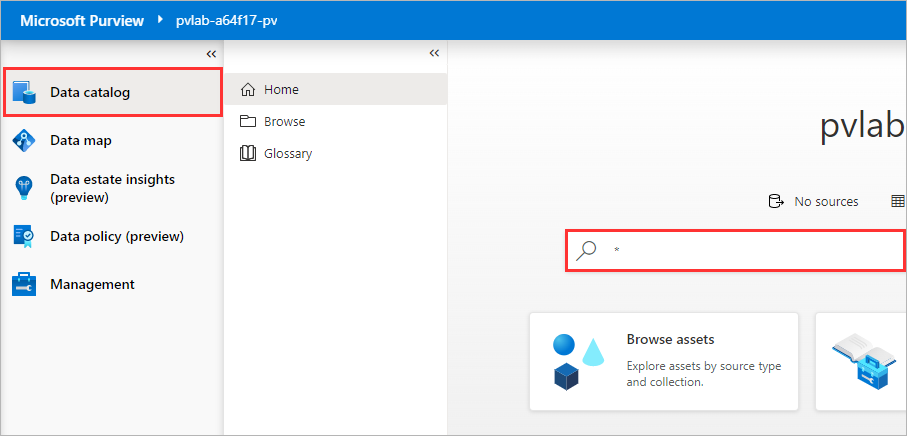 Microsoft Purview pvlab-a64f17-pv
Data catalog
Data map
Data estate insights
(preview)
Data policy (preview)
Management
Home
Browse
Glossary
pvlab
No sources
*
Browse assets
Explore assets by source type
and collection.